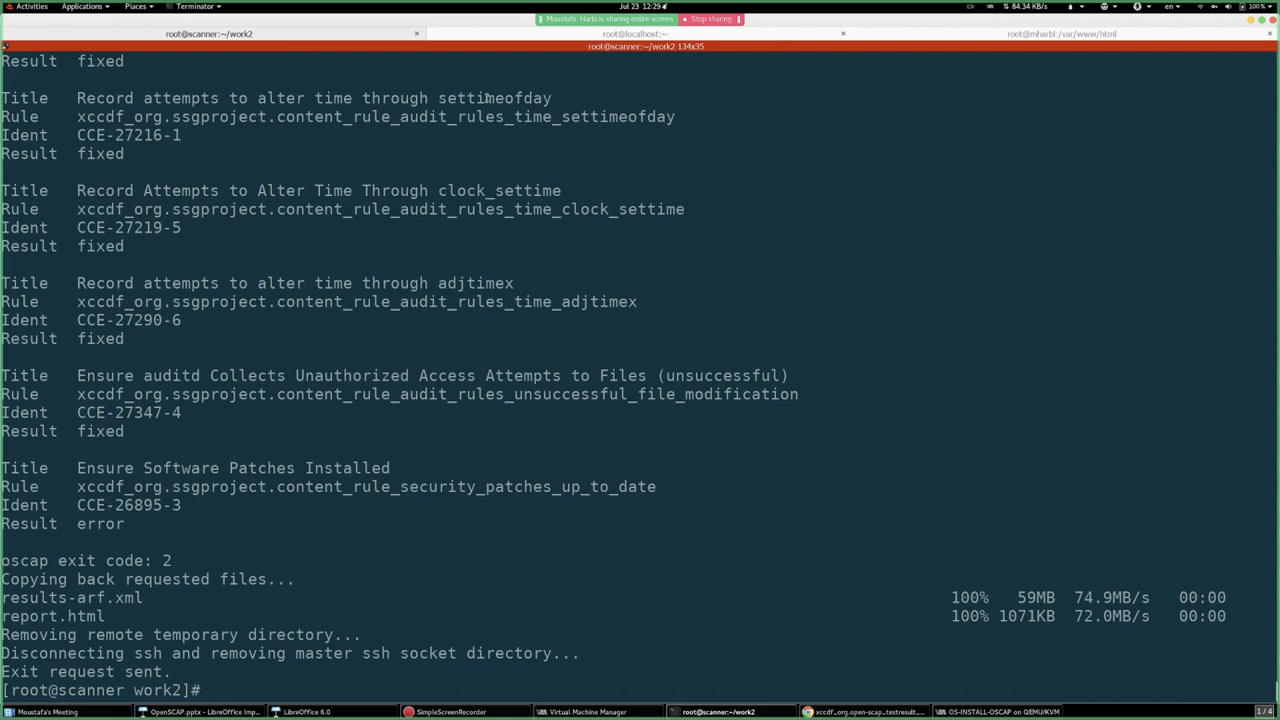 Activities Applications Places Terminator Jul 23 12:29 84.34 KB/s en 100%
Moustafa Harbi is sharing entire screen Stop sharing
root@scanner:~/work2 root@localhost:~ root@mharbi:/var/www/html
root@scanner:~/work2 134x35
Result fixed
Title Record attempts to alter time through settimeofday
Rule xccdf_org.ssgproject.content_rule_audit_rules_time_settimeofday
Ident CCE-27216-1
Result fixed
Title Record Attempts to Alter Time Through clock_settime
Rule xccdf_org.ssgproject.content_rule_audit_rules_time_clock_settime
Ident CCE-27219-5
Result fixed
Title Record attempts to alter time through adjtimex
Rule xccdf_org.ssgproject.content_rule_audit_rules_time_adjtimex
Ident CCE-27290-6
Result fixed
Title Ensure auditd Collects Unauthorized Access Attempts to Files (unsuccessful)
Rule xccdf_org.ssgproject.content_rule_audit_rules_unsuccessful_file_modification
Ident CCE-27347-4
Result fixed
Title Ensure Software Patches Installed
Rule xccdf_org.ssgproject.content_rule_security_patches_up_to_date
Ident CCE-26895-3
Result error
oscap exit code: 2
Copying back requested files...
results-arf.xml 100% 59MB 74.9MB/s 00:00
report.html 100% 1071KB 72.0MB/s 00:00
Removing remote temporary directory...
Disconnecting ssh and removing master ssh socket directory...
Exit request sent.
[root@scanner work2]#
Moustafa's Meeting OpenSCAP.pptx - LibreOffice Imp... LibreOffice 6.0 SimpleScreenRecorder Virtual Machine Manager root@scanner:~/work2 xccdf_org.open-scap_testresult... OS-INSTALL-OSCAP on QEMU/KVM 1 / 4